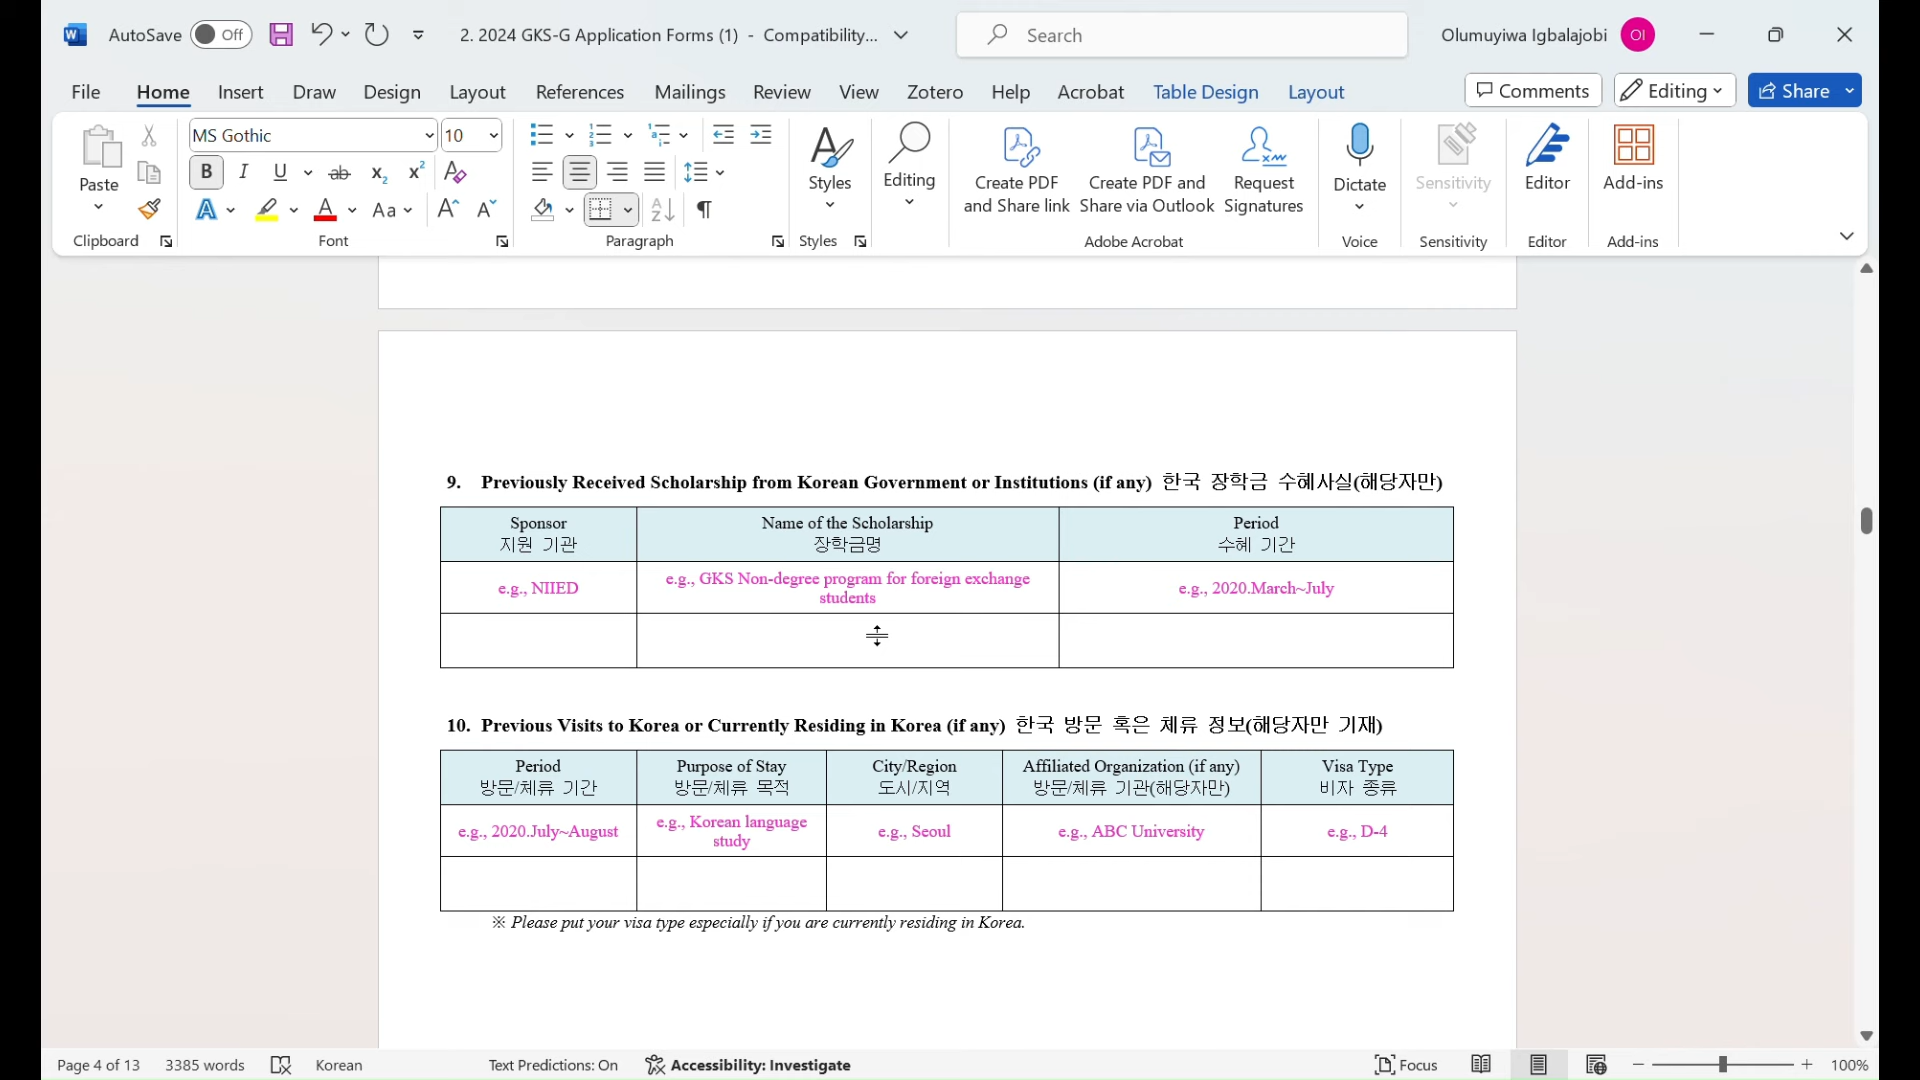 AutoSave Off 2. 2024 GKS-G Application Forms (1) - Compatibility... Search Olumuyiwa Igbalajobi OI
File Home Insert Draw Design Layout References Mailings Review View Zotero Help Acrobat Table Design Layout Comments Editing Share
Paste
Clipboard
MS Gothic 10
Font
Paragraph
Styles
Styles
Editing
Create PDF
and Share link
Create PDF and
Share via Outlook
Request
Signatures
Adobe Acrobat
Dictate
Voice
Sensitivity
Sensitivity
Editor
Editor
Add-ins
Add-ins
9. Previously Received Scholarship from Korean Government or Institutions (if any) 한국 장학금 수혜사실(해당자만)
Sponsor
지원 기관
Name of the Scholarship
장학금명
Period
수혜 기간
e.g., NIIED
e.g., GKS Non-degree program for foreign exchange
students
e.g., 2020.March~July
10. Previous Visits to Korea or Currently Residing in Korea (if any) 한국 방문 혹은 체류 정보(해당자만 기재)
Period
방문/체류 기간
Purpose of Stay
방문/체류 목적
City/Region
도시/지역
Affiliated Organization (if any)
방문/체류 기관(해당자만)
Visa Type
비자 종류
e.g., 2020.July~August
e.g., Korean language
study
e.g., Seoul
e.g., ABC University
e.g., D-4
※ Please put your visa type especially if you are currently residing in Korea.
Page 4 of 13 3385 words Korean Text Predictions: On Accessibility: Investigate Focus 100%